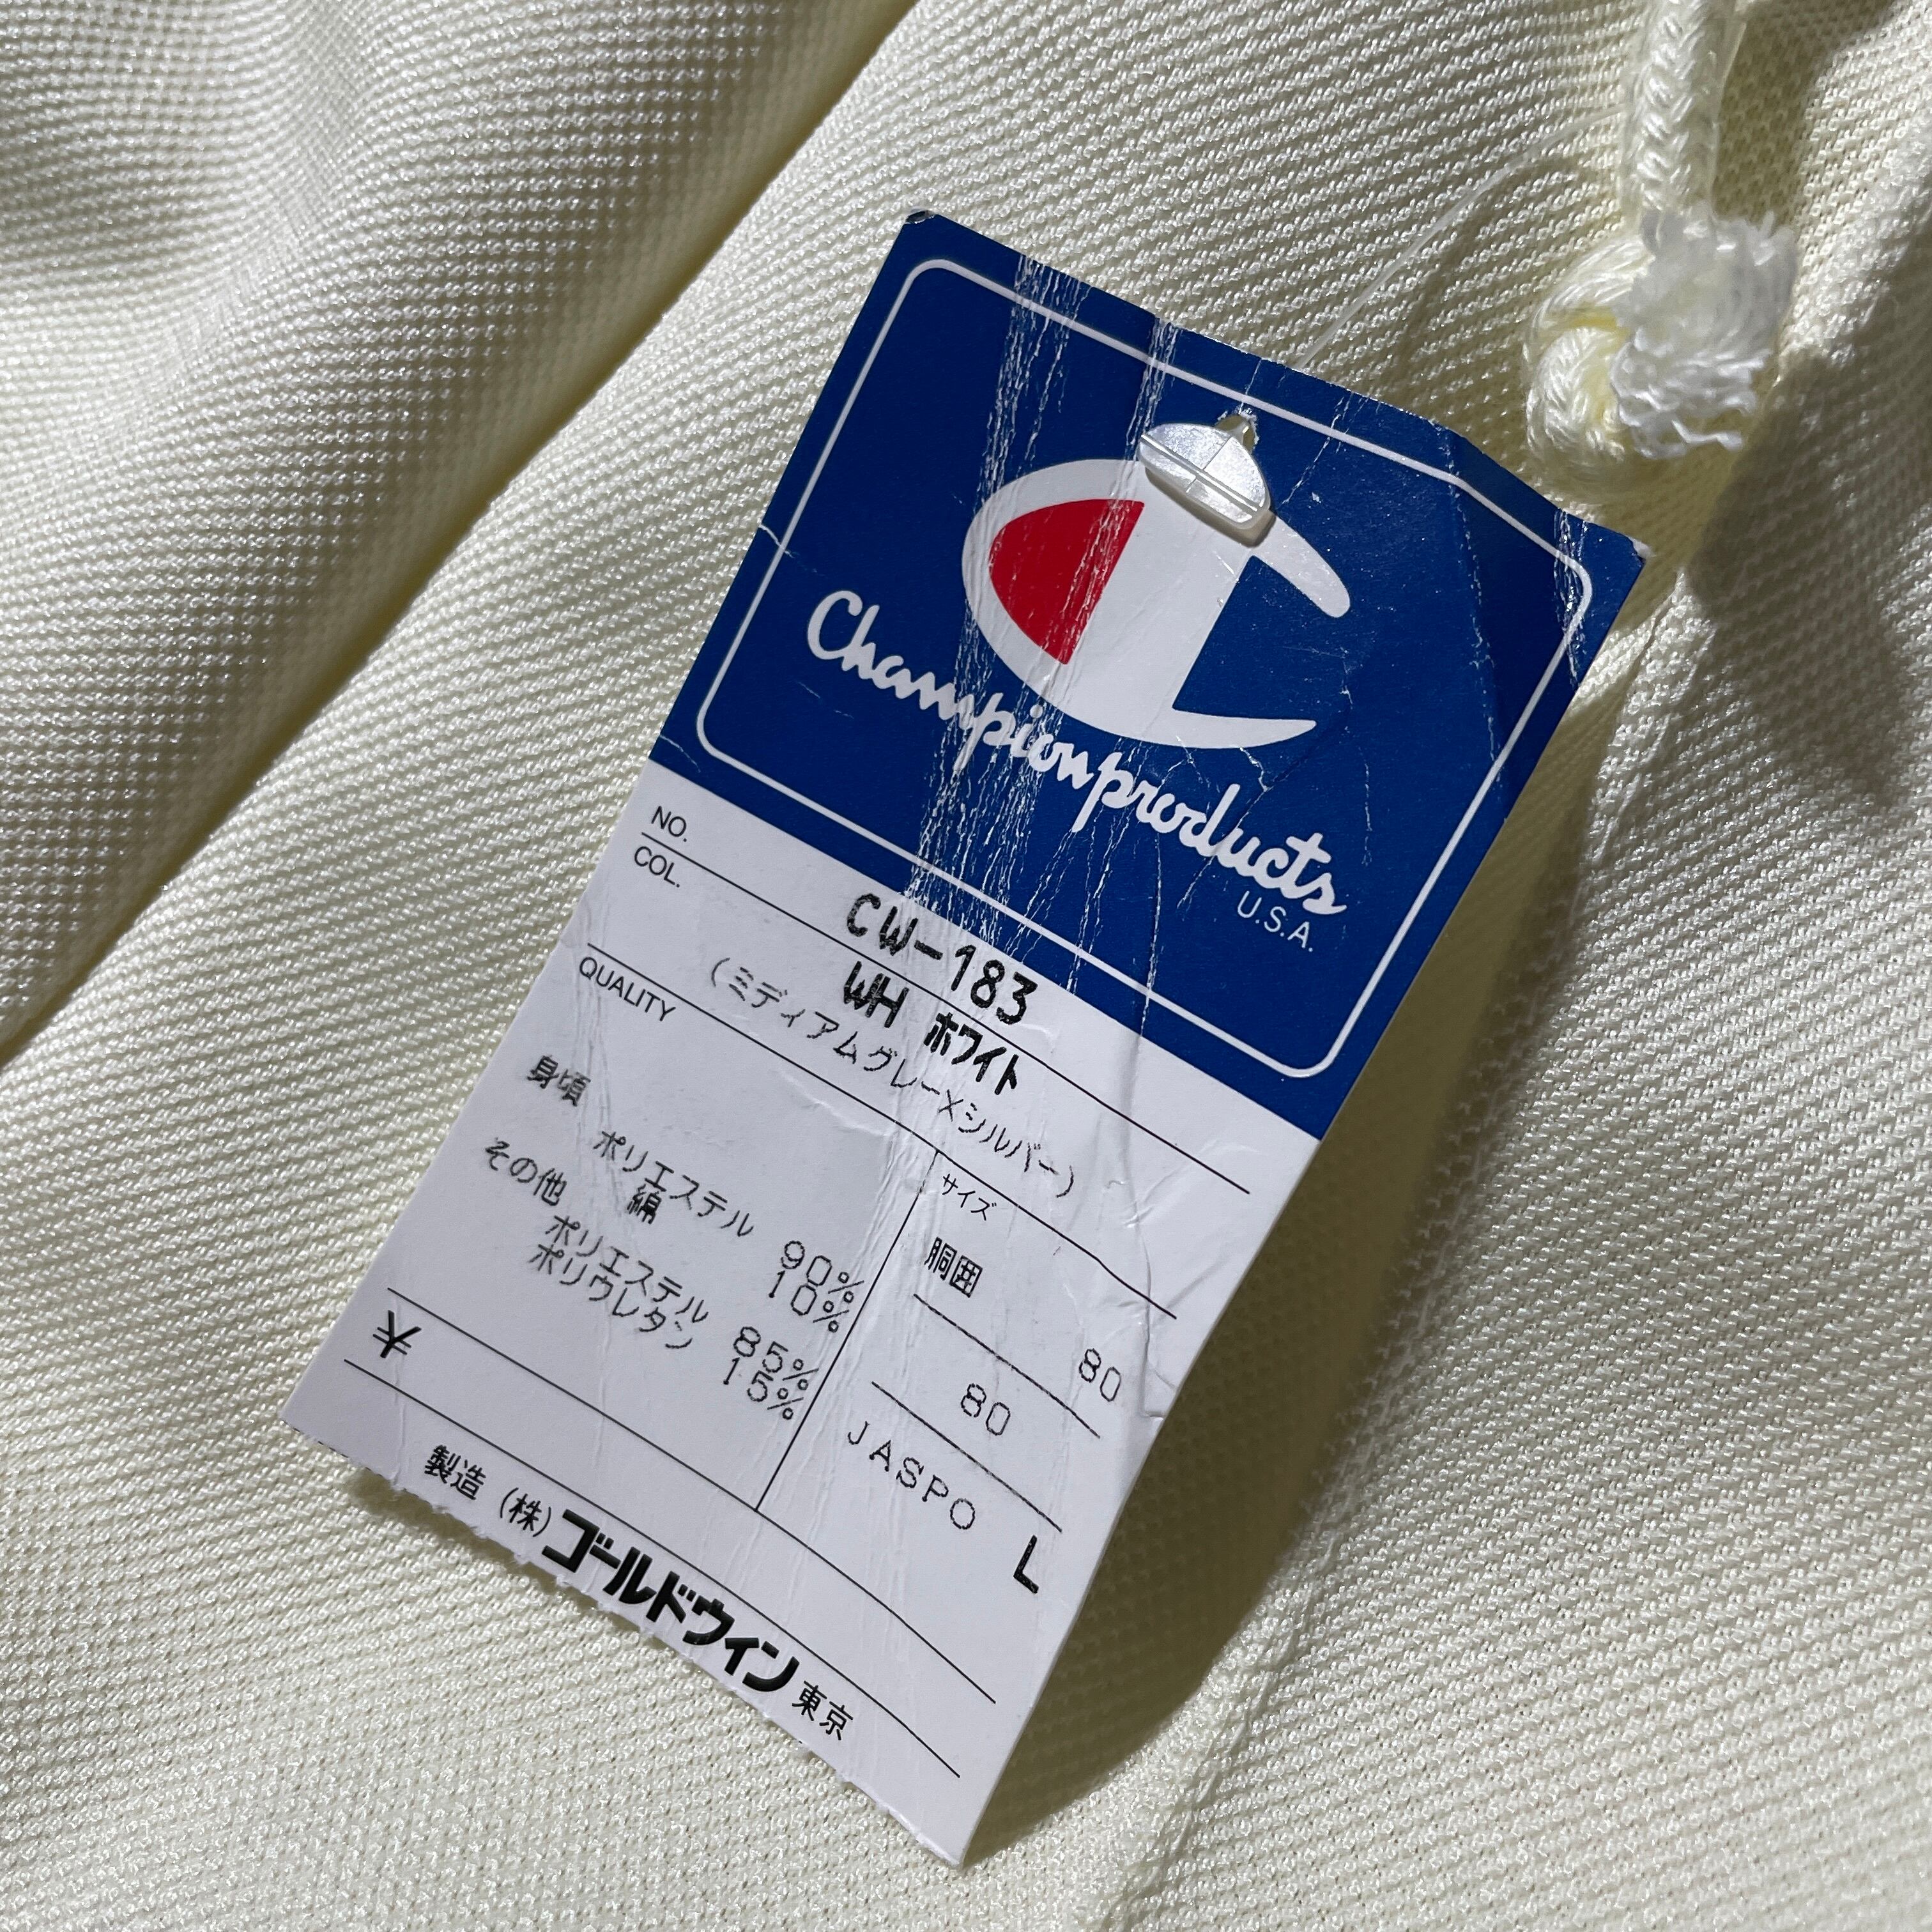 Championproducts
U.S.A.
NO. CW-183
COL. WH ホワイト
(ミディアムグレー×シルバー)
QUALITY
身頃
ポリエステル 90%
綿 10%
その他
ポリエステル 85%
ポリウレタン 15%
サイズ
胴囲
80
80
JASPO
L
¥
製造 (株)ゴールドウイン 東京